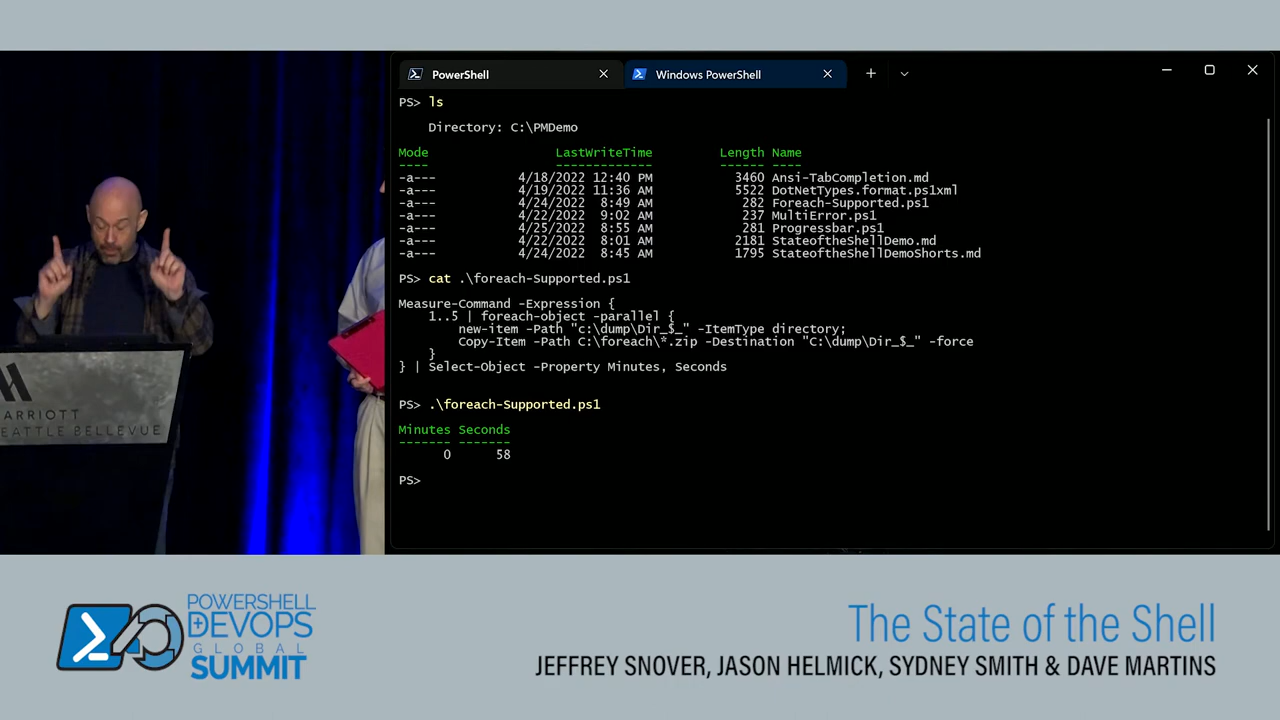 PowerShell
Windows PowerShell
PS> ls
Directory: C:\PMDemo
Mode LastWriteTime Length Name
---- ------------- ------ ----
-a--- 4/18/2022 12:40 PM 3460 Ansi-TabCompletion.md
-a--- 4/19/2022 11:36 AM 5522 DotNetTypes.format.ps1xml
-a--- 4/24/2022 8:49 AM 282 Foreach-Supported.ps1
-a--- 4/22/2022 9:02 AM 237 MultiError.ps1
-a--- 4/25/2022 8:55 AM 281 Progressbar.ps1
-a--- 4/22/2022 8:01 AM 2181 StateoftheShellDemo.md
-a--- 4/24/2022 8:45 AM 1795 StateoftheShellDemoShorts.md
PS> cat .\foreach-Supported.ps1
Measure-Command -Expression {
1..5 | foreach-object -parallel {
new-item -Path "c:\dump\Dir_$_" -ItemType directory;
Copy-Item -Path C:\foreach\*.zip -Destination "C:\dump\Dir_$_" -force
}
} | Select-Object -Property Minutes, Seconds
PS> .\foreach-Supported.ps1
Minutes Seconds
------- -------
0 58
PS>
ARRIOTT
EATTLE BELLEVUE
POWERSHELL
DEVOPS
GLOBAL
SUMMIT
The State of the Shell
JEFFREY SNOVER, JASON HELMICK, SYDNEY SMITH & DAVE MARTINS